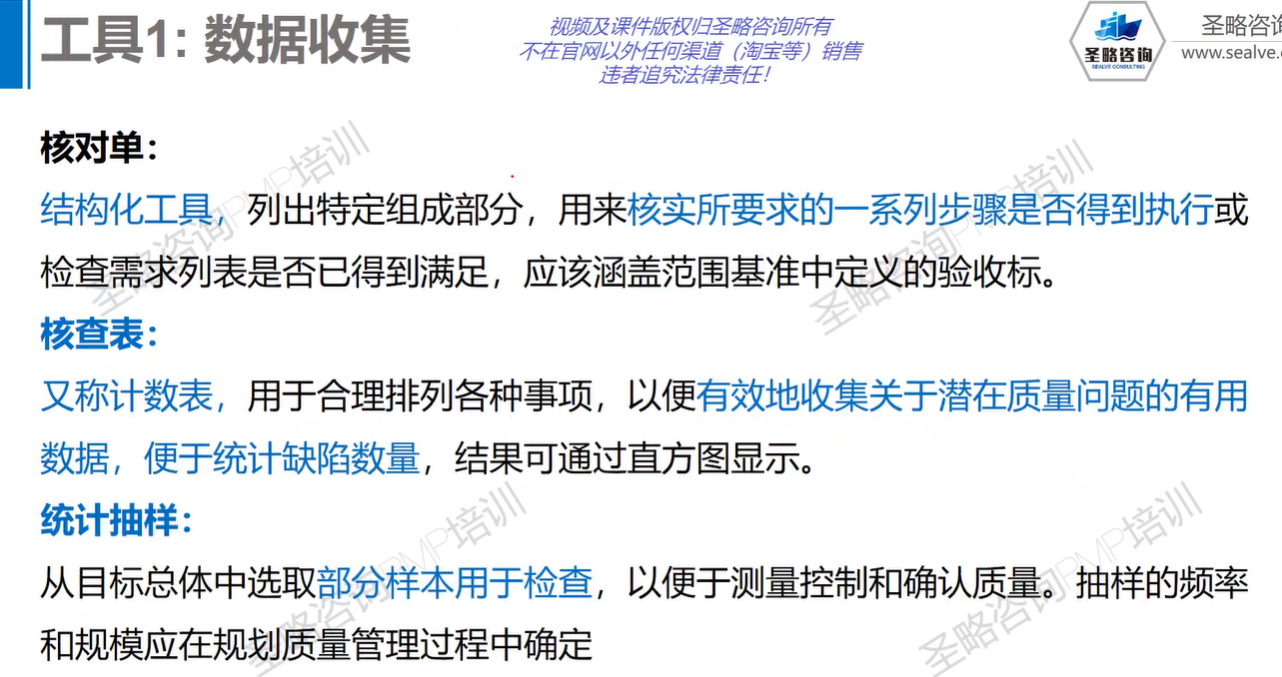 工具1: 数据收集
视频及课件版权归圣略咨询所有
不在官网以外任何渠道（淘宝等）销售
违者追究法律责任！
圣略咨询
SEALVE CONSULTING
圣略咨
www.sealve.
核对单：
结构化工具，列出特定组成部分，用来核实所要求的一系列步骤是否得到执行或
检查需求列表是否已得到满足，应该涵盖范围基准中定义的验收标。
核查表：
又称计数表，用于合理排列各种事项，以便有效地收集关于潜在质量问题的有用
数据，便于统计缺陷数量，结果可通过直方图显示。
统计抽样：
从目标总体中选取部分样本用于检查，以便于测量控制和确认质量。抽样的频率
和规模应在规划质量管理过程中确定
圣略咨询PMP培训
圣略咨询PMP培训
圣略咨询PMP培训
圣略咨询PMP培训